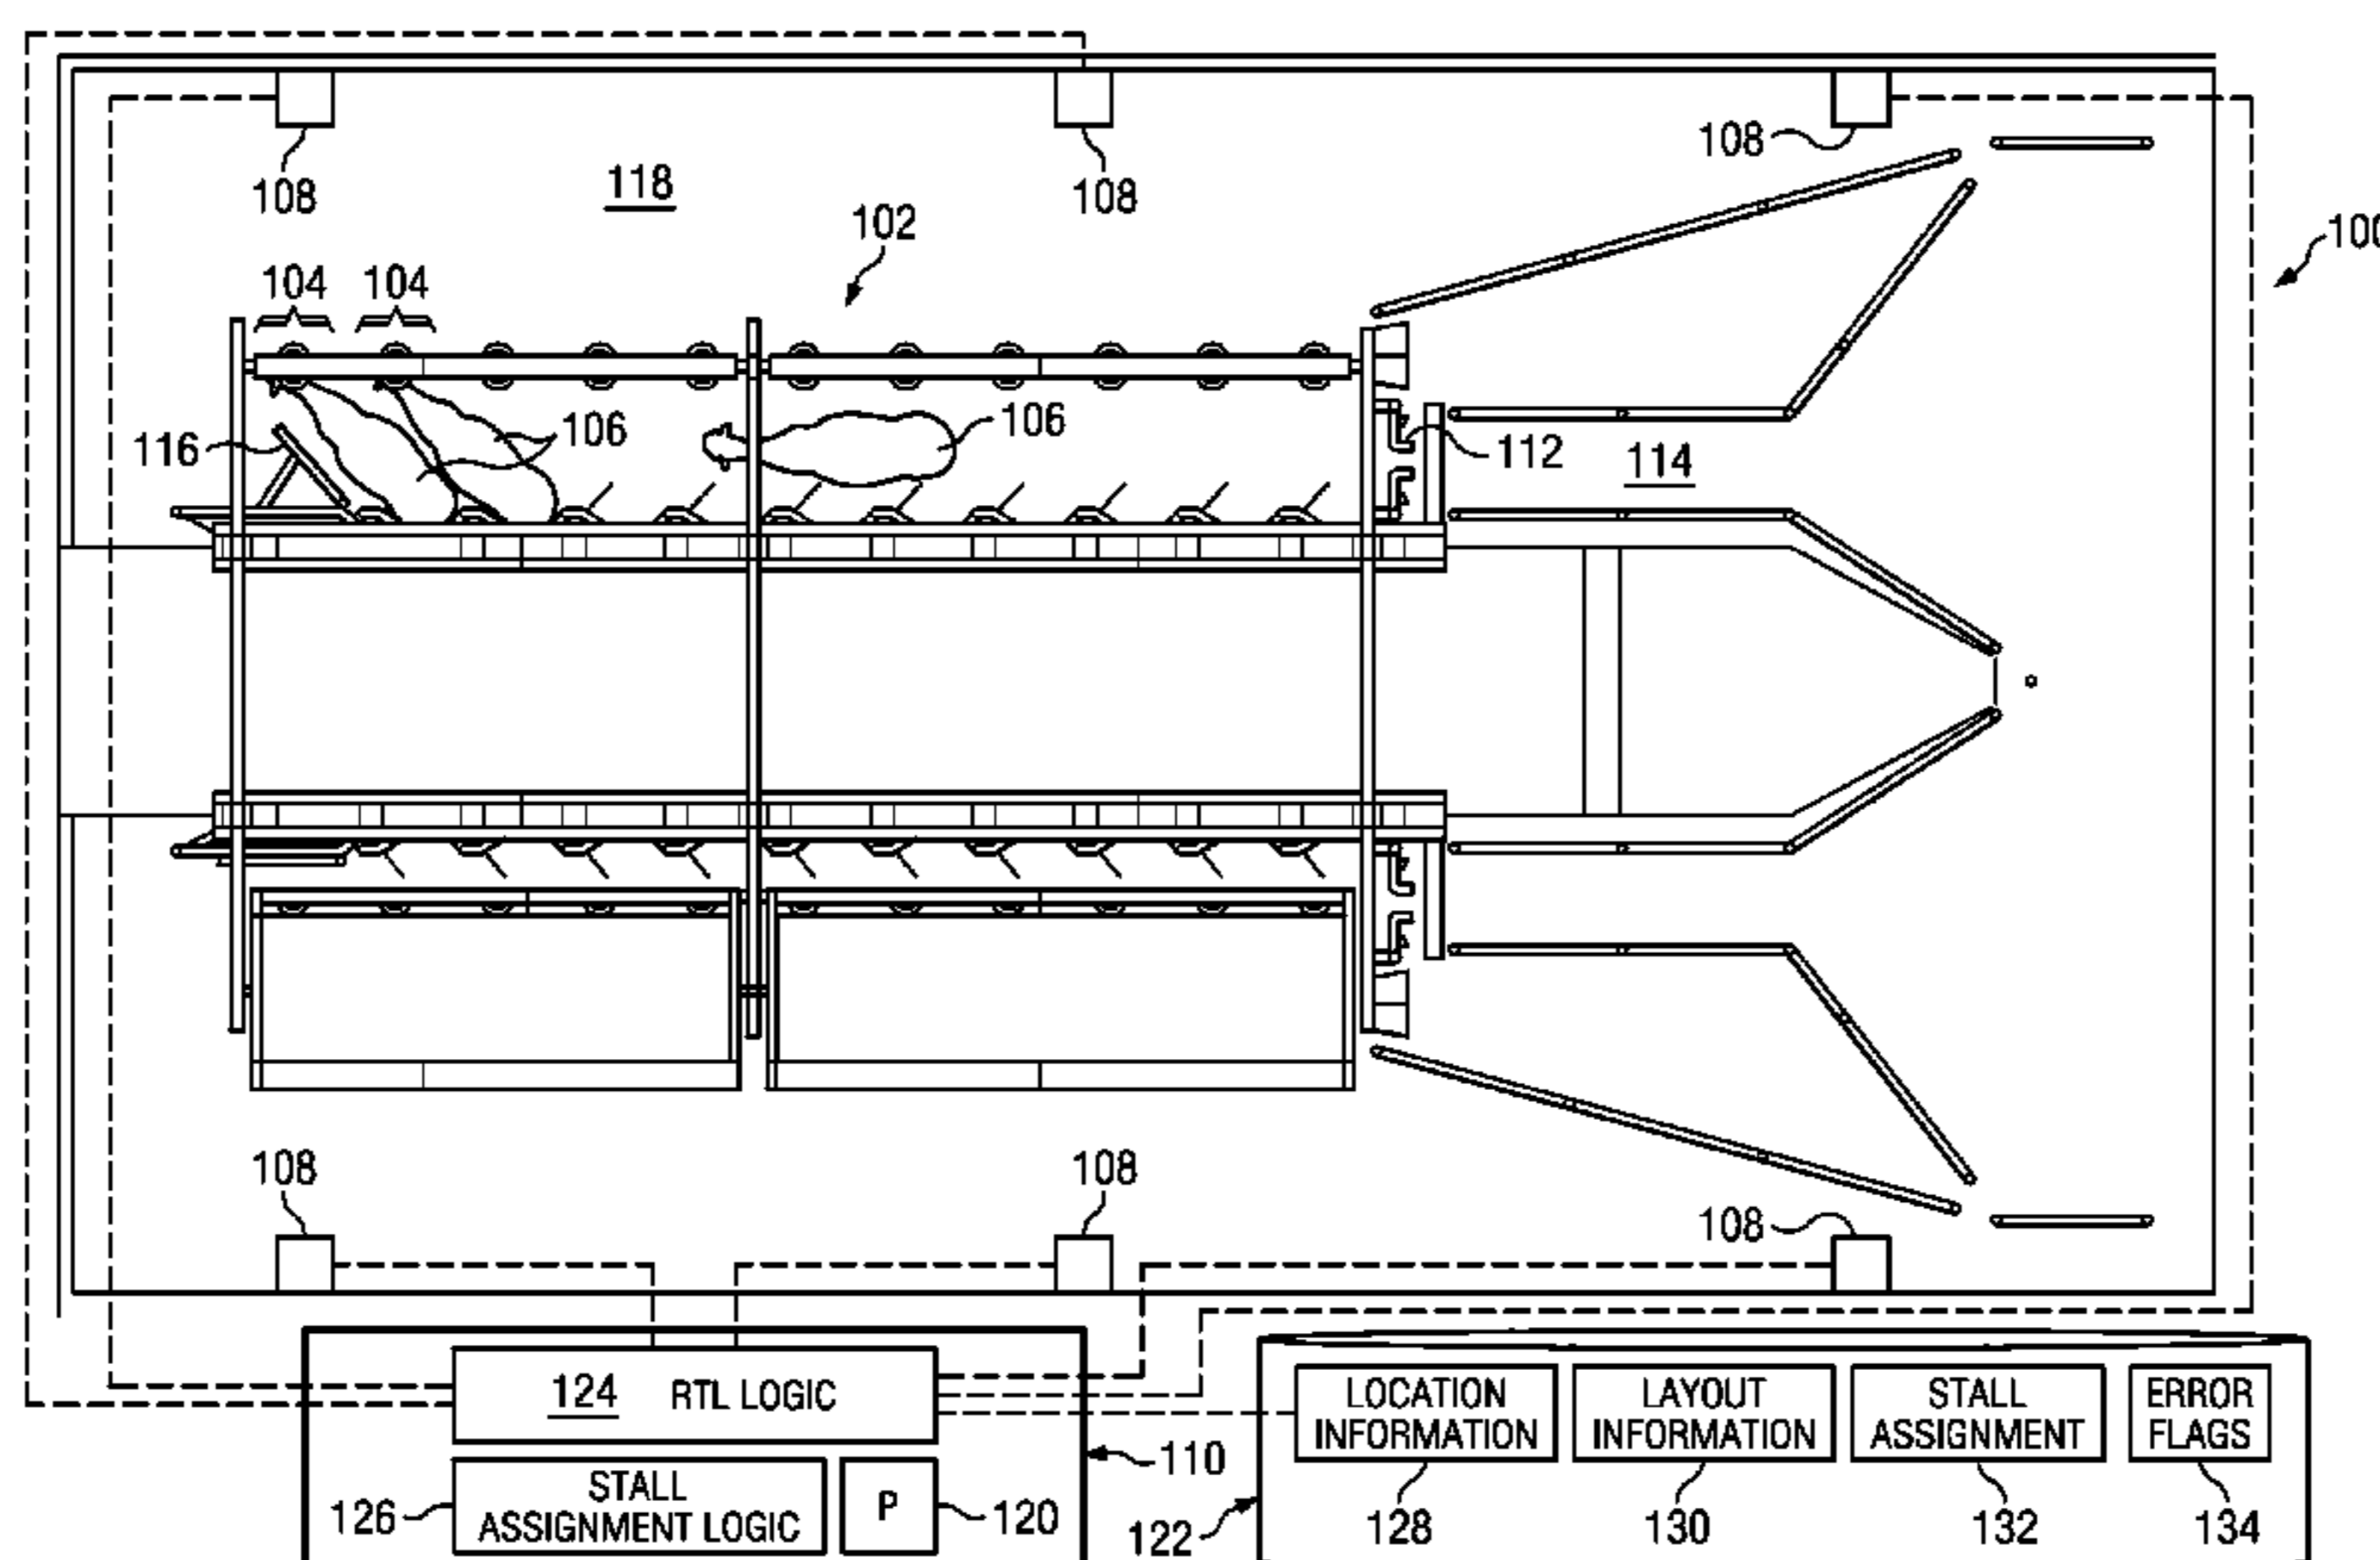 108
108
108
118
102
100
104
104
106
106
116
112
114
108
108
108
124 RTL LOGIC
LOCATION
INFORMATION
LAYOUT
INFORMATION
STALL
ASSIGNMENT
ERROR
FLAGS
110
STALL
ASSIGNMENT LOGIC
P
126
120
122
128
130
132
134